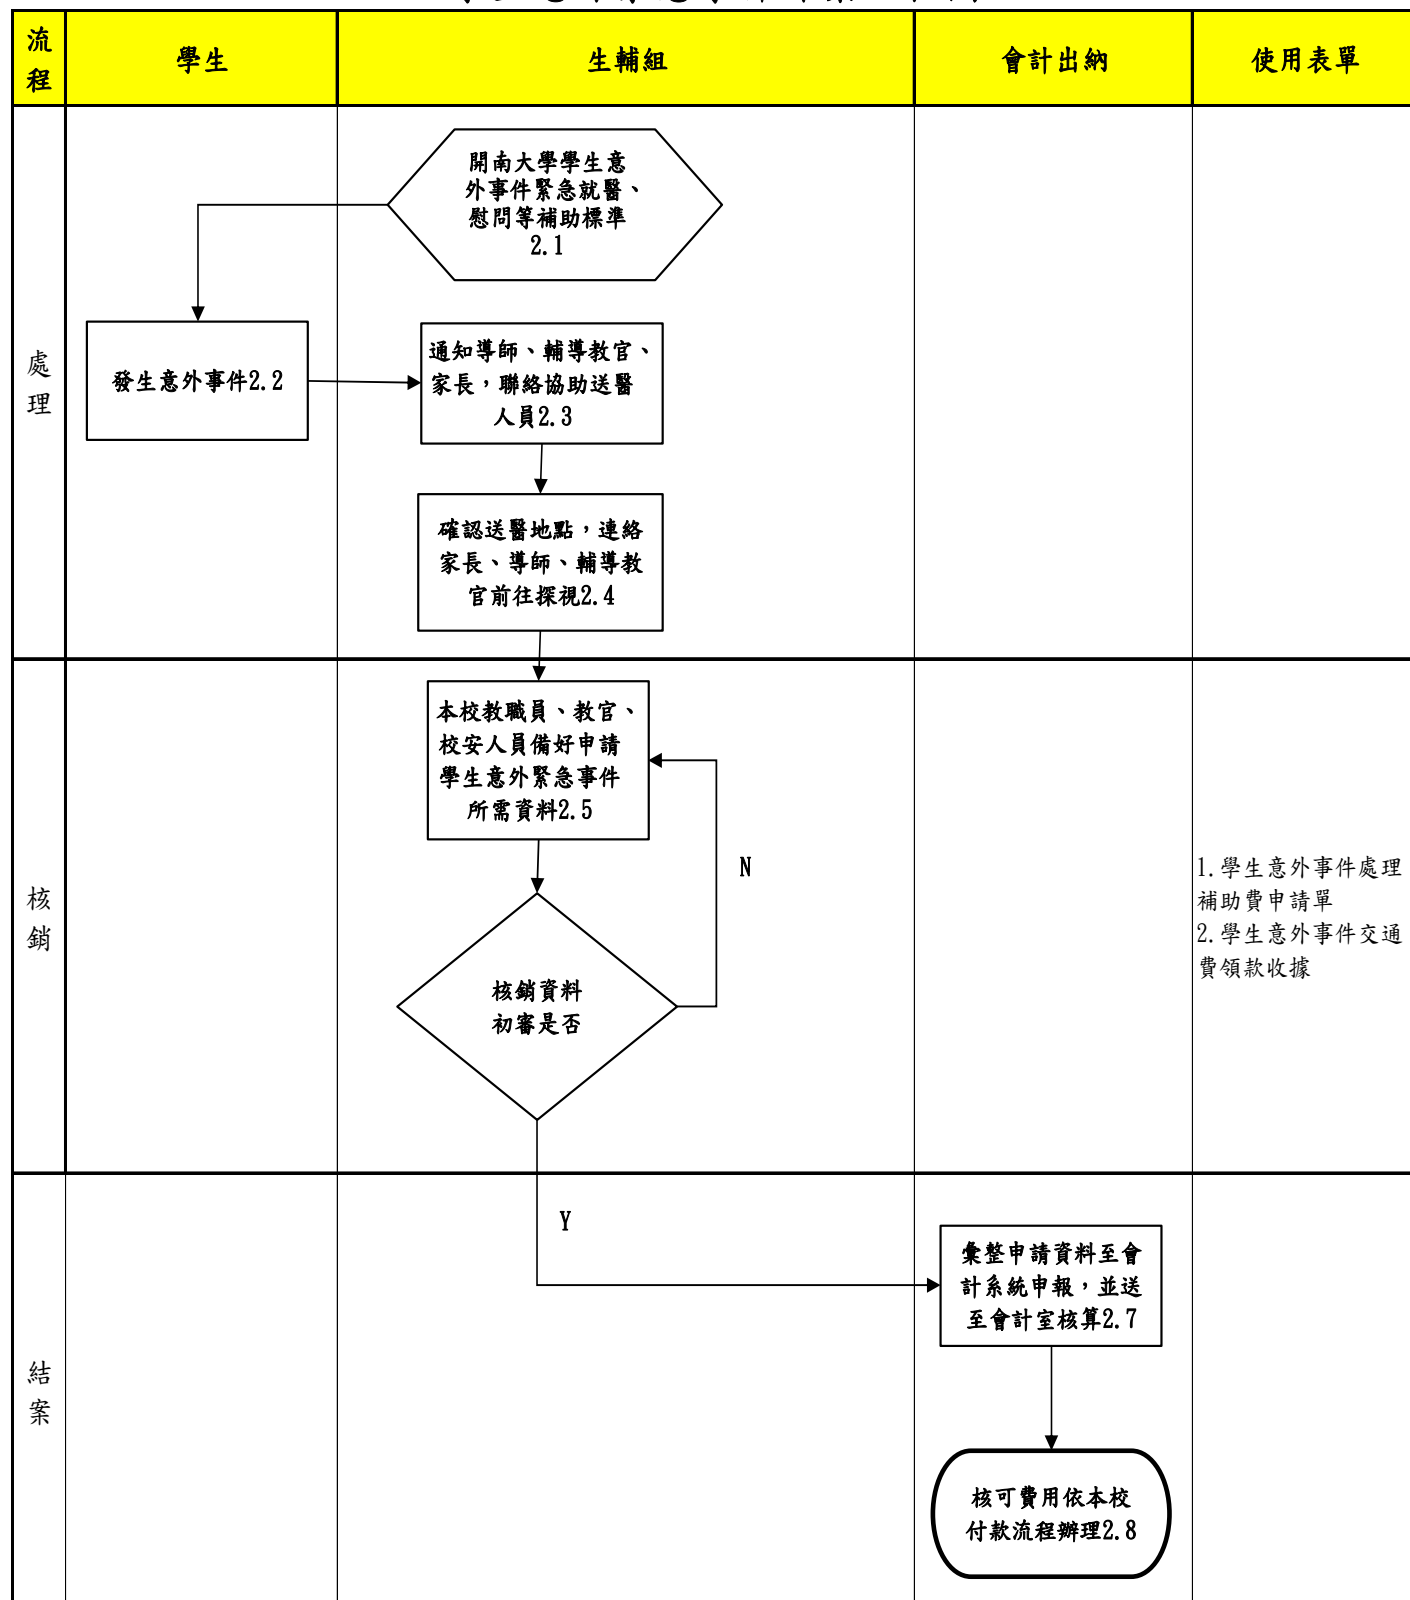 流
程
學生
生輔組
會計出納
使用表單
開南大學學生意
外事件緊急就醫、
慰問等補助標準
2.1
處
理
發生意外事件2.2
通知導師、輔導教官、
家長，聯絡協助送醫
人員2.3
確認送醫地點，連絡
家長、導師、輔導教
官前往探視2.4
核
銷
本校教職員、教官、
校安人員備好申請
學生意外緊急事件
所需資料2.5
N
核銷資料
初審是否
1.學生意外事件處理
補助費申請單
2.學生意外事件交通
費領款收據
結
案
Y
彙整申請資料至會
計系統申報，並送
至會計室核算2.7
核可費用依本校
付款流程辦理2.8